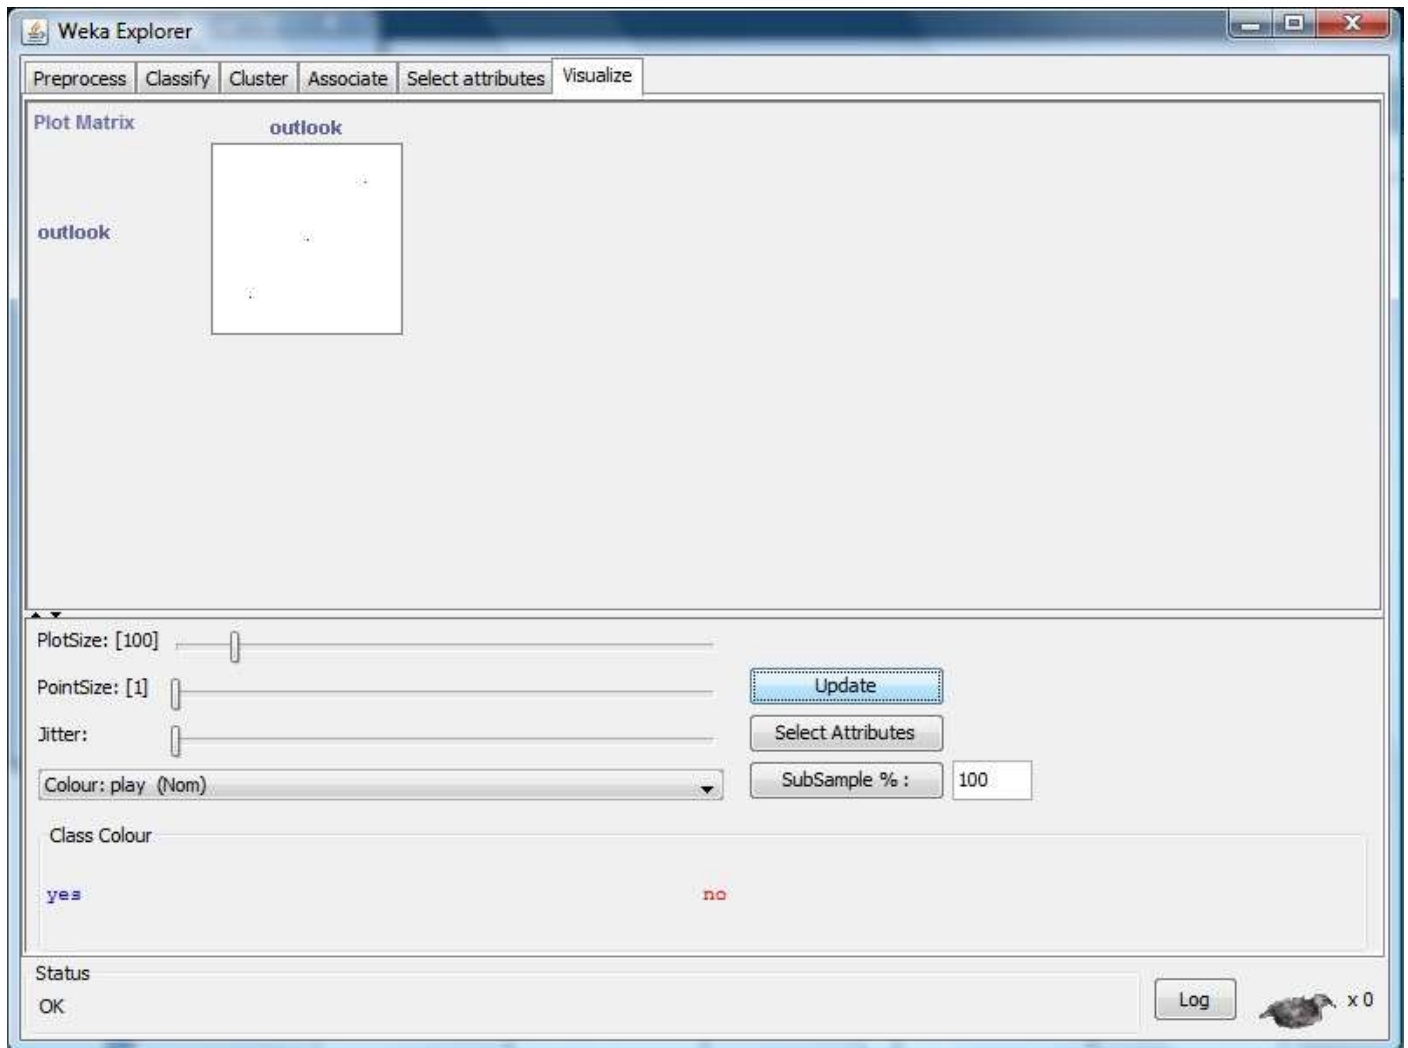 Weka Explorer
Preprocess Classify Cluster Associate Select attributes Visualize
Plot Matrix
outlook
outlook
PlotSize: [100]
PointSize: [1]
Update
Jitter:
Select Attributes
Colour: play (Nom)
SubSample % :
100
Class Colour
yes
no
Status
OK
Log
x 0